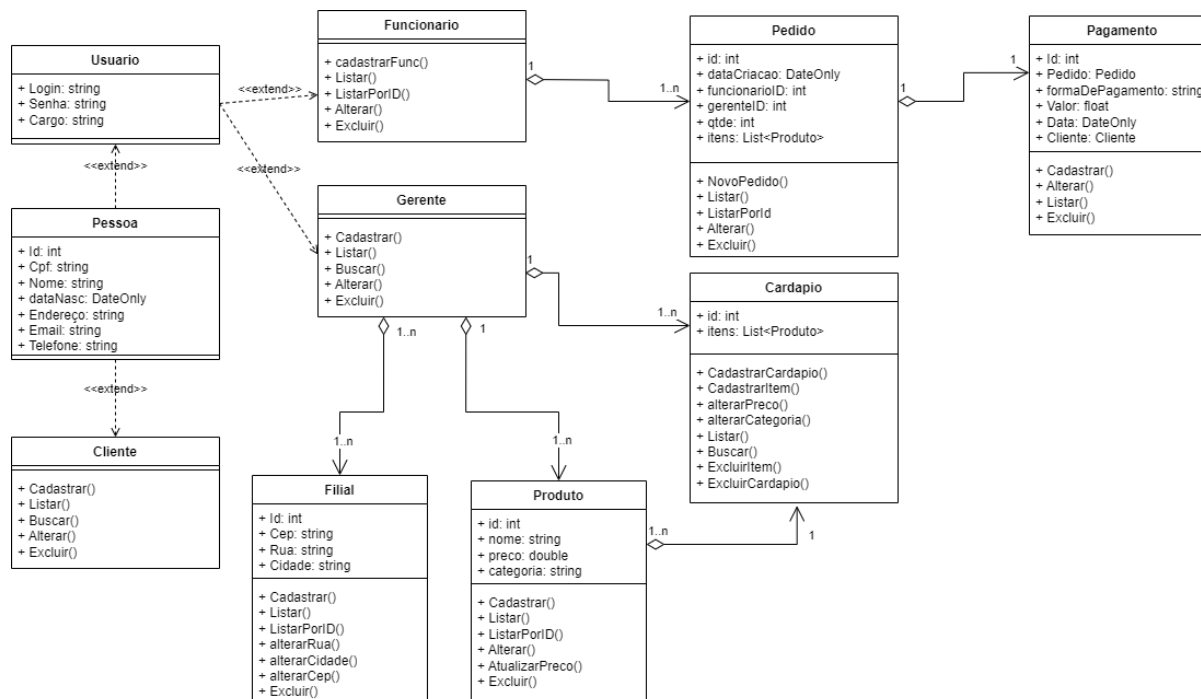 Usuario
+ Login: string
+ Senha: string
+ Cargo: string
<<extend>>
<<extend>>
<<extend>>
Pessoa
+ Id: int
+ Cpf: string
+ Nome: string
+ dataNasc: DateOnly
+ Endereço: string
+ Email: string
+ Telefone: string
<<extend>>
Cliente
+ Cadastrar()
+ Listar()
+ Buscar()
+ Alterar()
+ Excluir()
Funcionario
+ cadastrarFunc()
+ Listar()
+ ListarPorID()
+ Alterar()
+ Excluir()
1
1..n
Gerente
+ Cadastrar()
+ Listar()
+ Buscar()
+ Alterar()
+ Excluir()
1
1..n
1..n
1
1..n
1..n
Filial
+ Id: int
+ Cep: string
+ Rua: string
+ Cidade: string
+ Cadastrar()
+ Listar()
+ ListarPorID()
+ alterarRua()
+ alterarCidade()
+ alterarCep()
+ Excluir()
Produto
+ id: int
+ nome: string
+ preco: double
+ categoria: string
+ Cadastrar()
+ Listar()
+ ListarPorID()
+ Alterar()
+ AtualizarPreco()
+ Excluir()
1..n
1
Pedido
+ id: int
+ dataCriacao: DateOnly
+ funcionarioID: int
+ gerenteID: int
+ qtde: int
+ itens: List<Produto>
+ NovoPedido()
+ Listar()
+ ListarPorId
+ Alterar()
+ Excluir()
1
1
Cardapio
+ id: int
+ itens: List<Produto>
+ CadastrarCardapio()
+ CadastrarItem()
+ alterarPreco()
+ alterarCategoria()
+ Listar()
+ Buscar()
+ ExcluirItem()
+ ExcluirCardapio()
Pagamento
+ Id: int
+ Pedido: Pedido
+ formaDePagamento: string
+ Valor: float
+ Data: DateOnly
+ Cliente: Cliente
+ Cadastrar()
+ Alterar()
+ Listar()
+ Excluir()